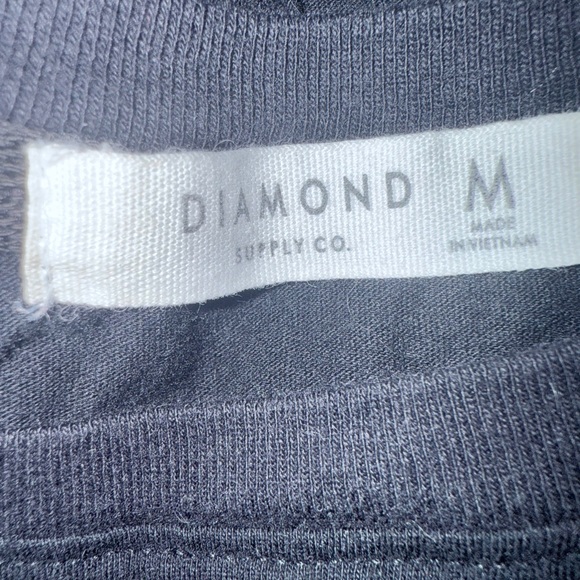 DIAMOND
SUPPLY CO.
M
MADE
IN VIETNAM